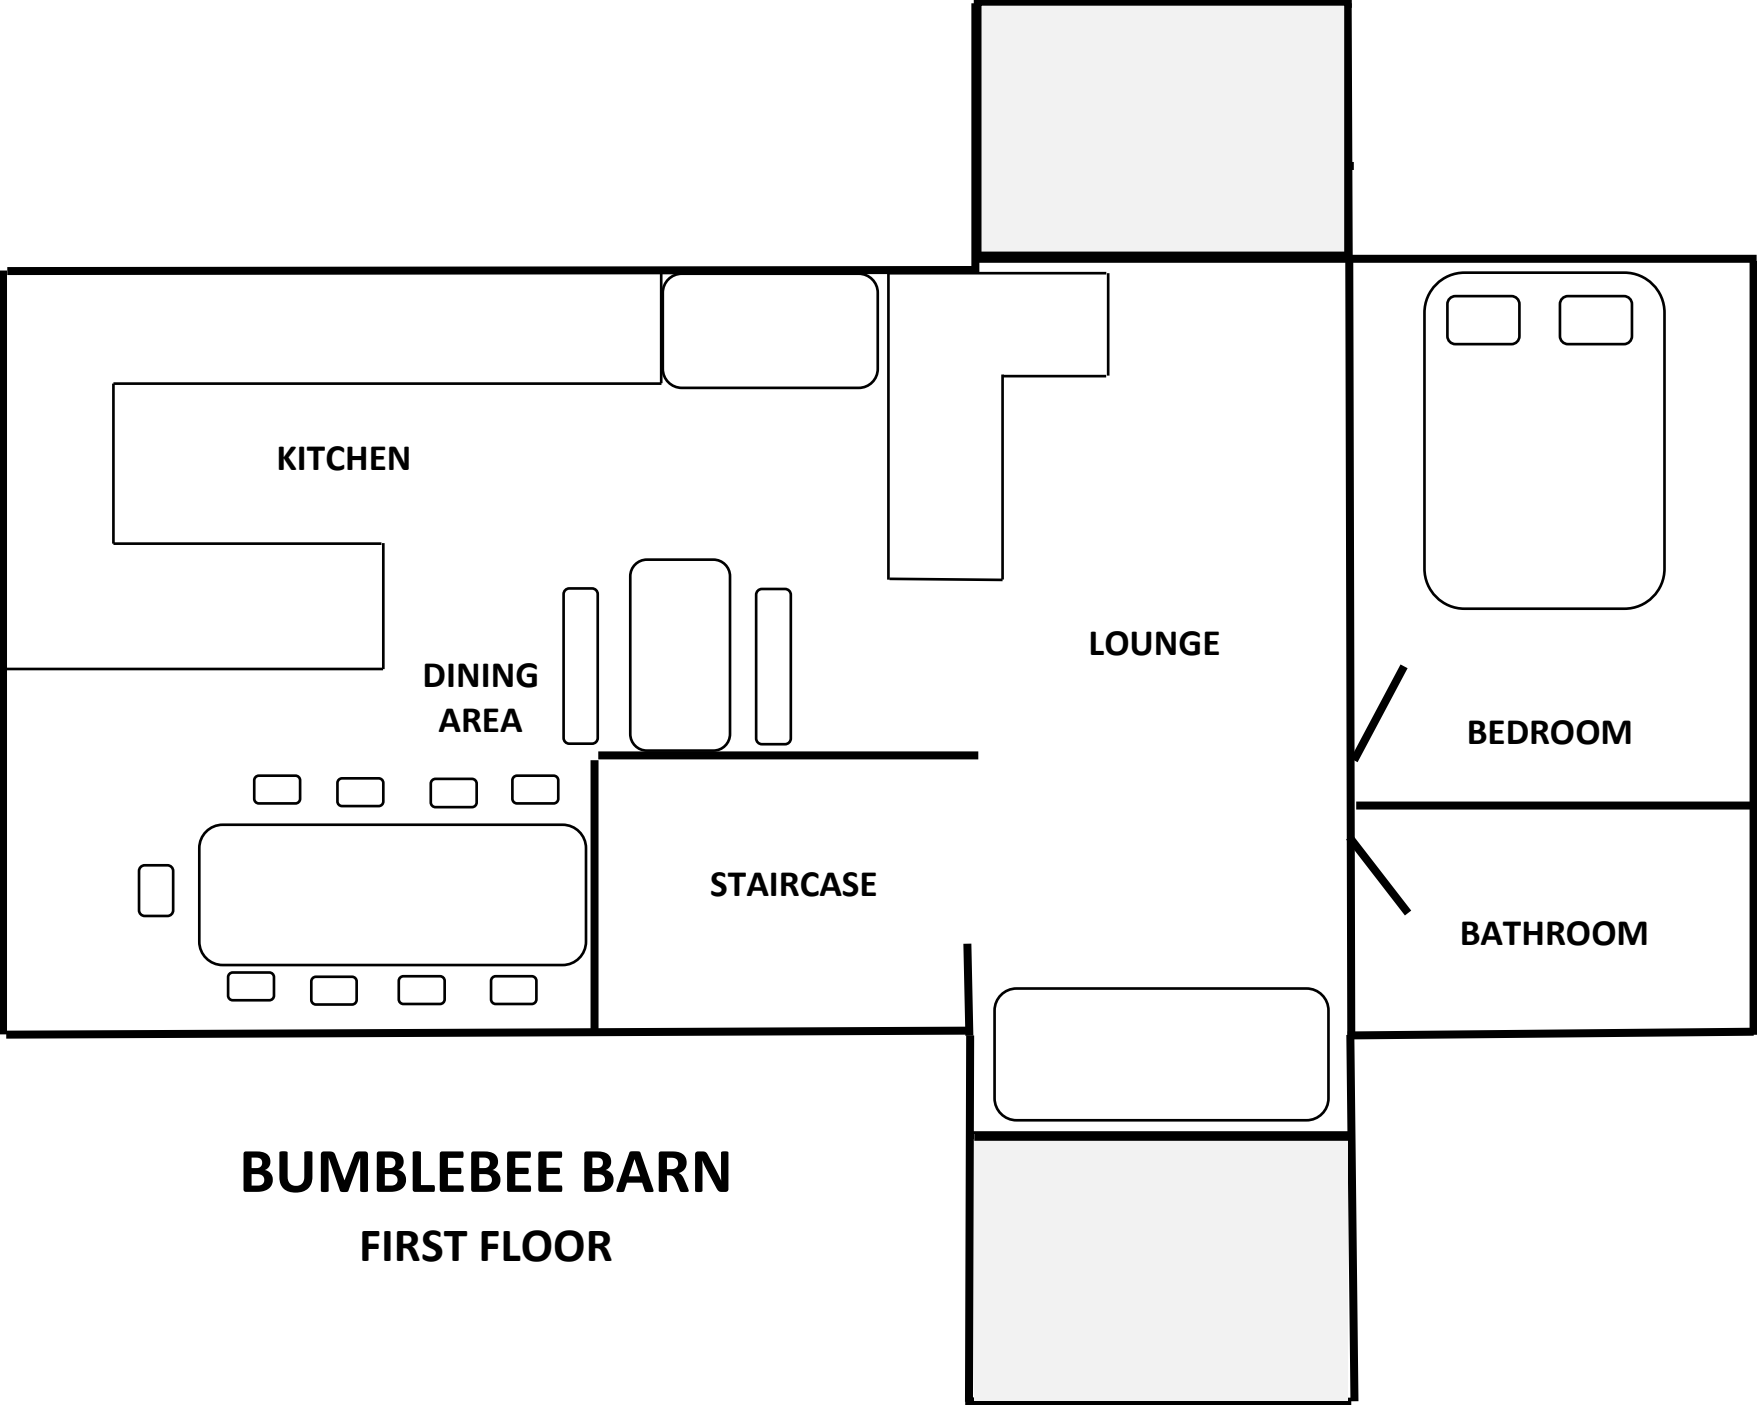 KITCHEN
LOUNGE
DINING
AREA
BEDROOM
STAIRCASE
BATHROOM
BUMBLEBEE BARN
FIRST FLOOR